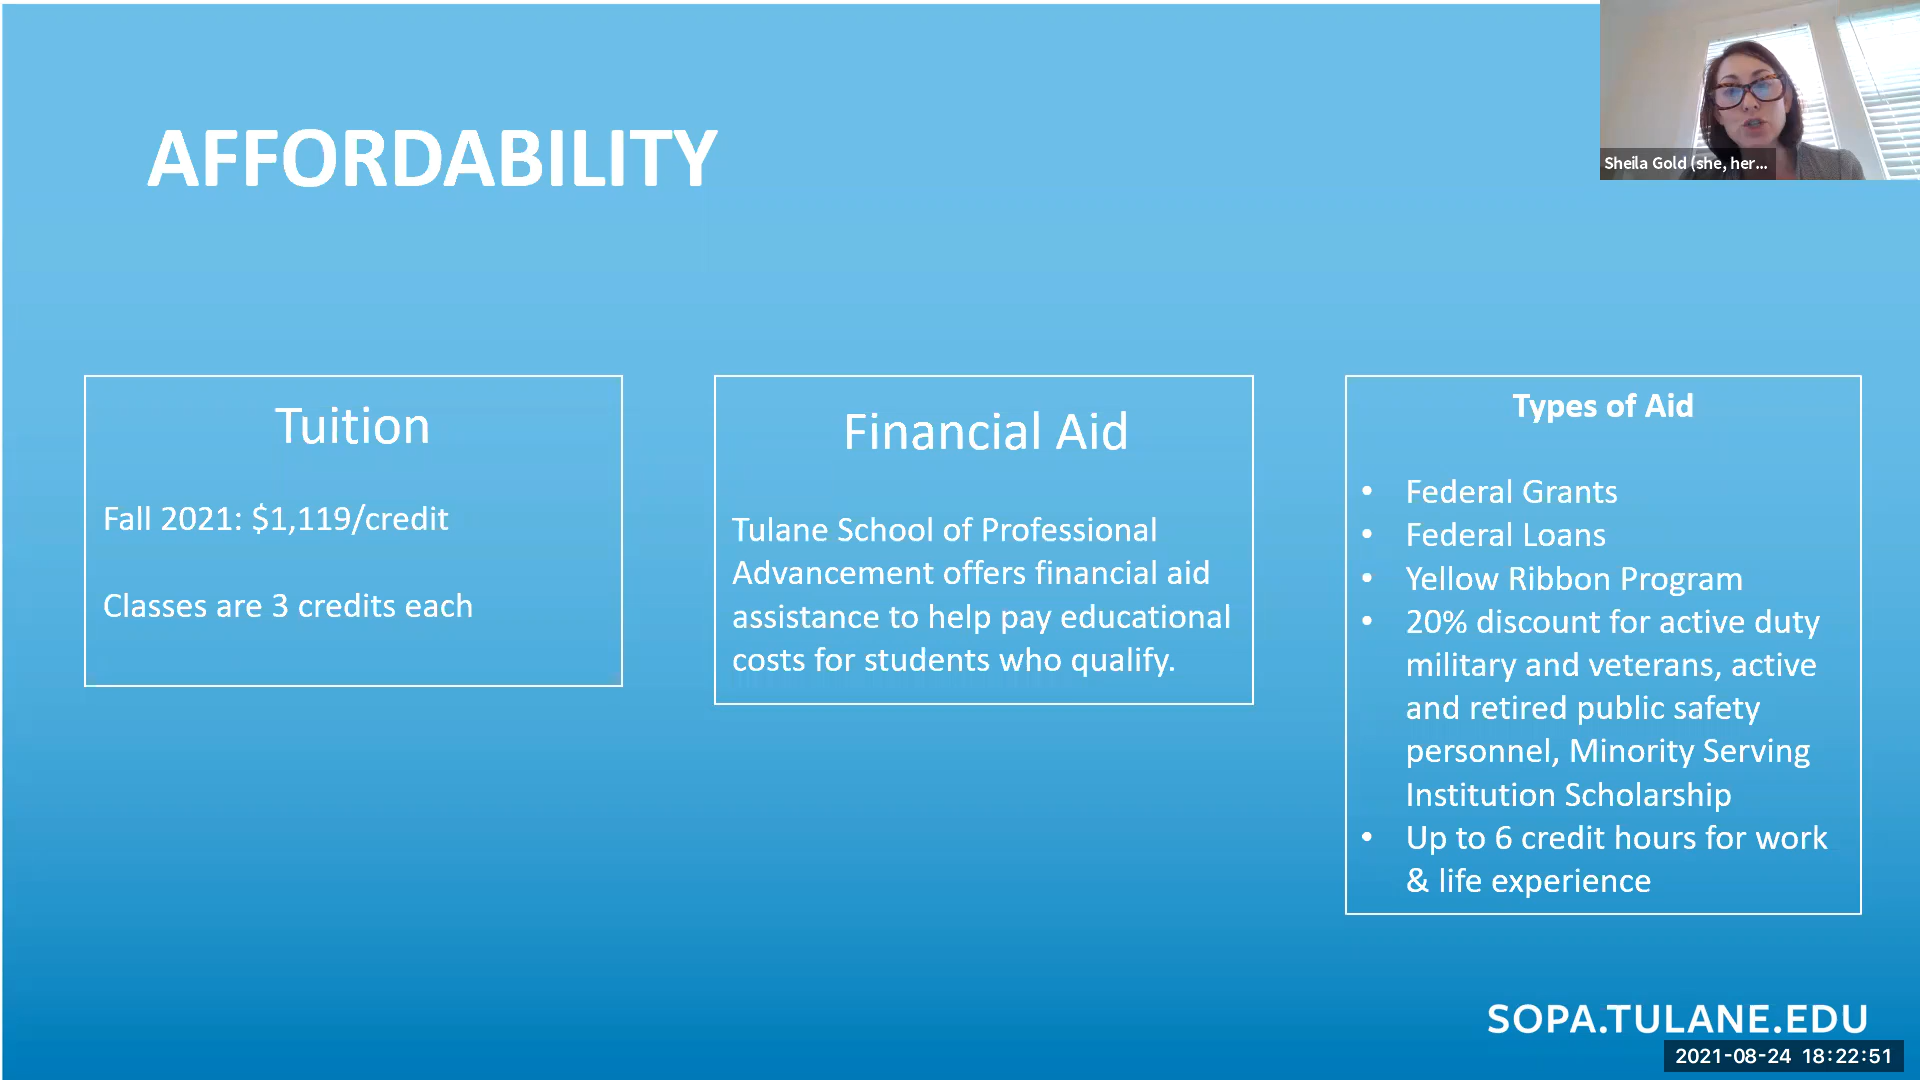 AFFORDABILITY
Sheila Gold (she, her...
Tuition
Fall 2021: $1,119/credit
Classes are 3 credits each
Financial Aid
Tulane School of Professional
Advancement offers financial aid
assistance to help pay educational
costs for students who qualify.
Types of Aid
• Federal Grants
• Federal Loans
• Yellow Ribbon Program
• 20% discount for active duty
military and veterans, active
and retired public safety
personnel, Minority Serving
Institution Scholarship
• Up to 6 credit hours for work
& life experience
SOPA.TULANE.EDU
2021-08-24 18:22:51